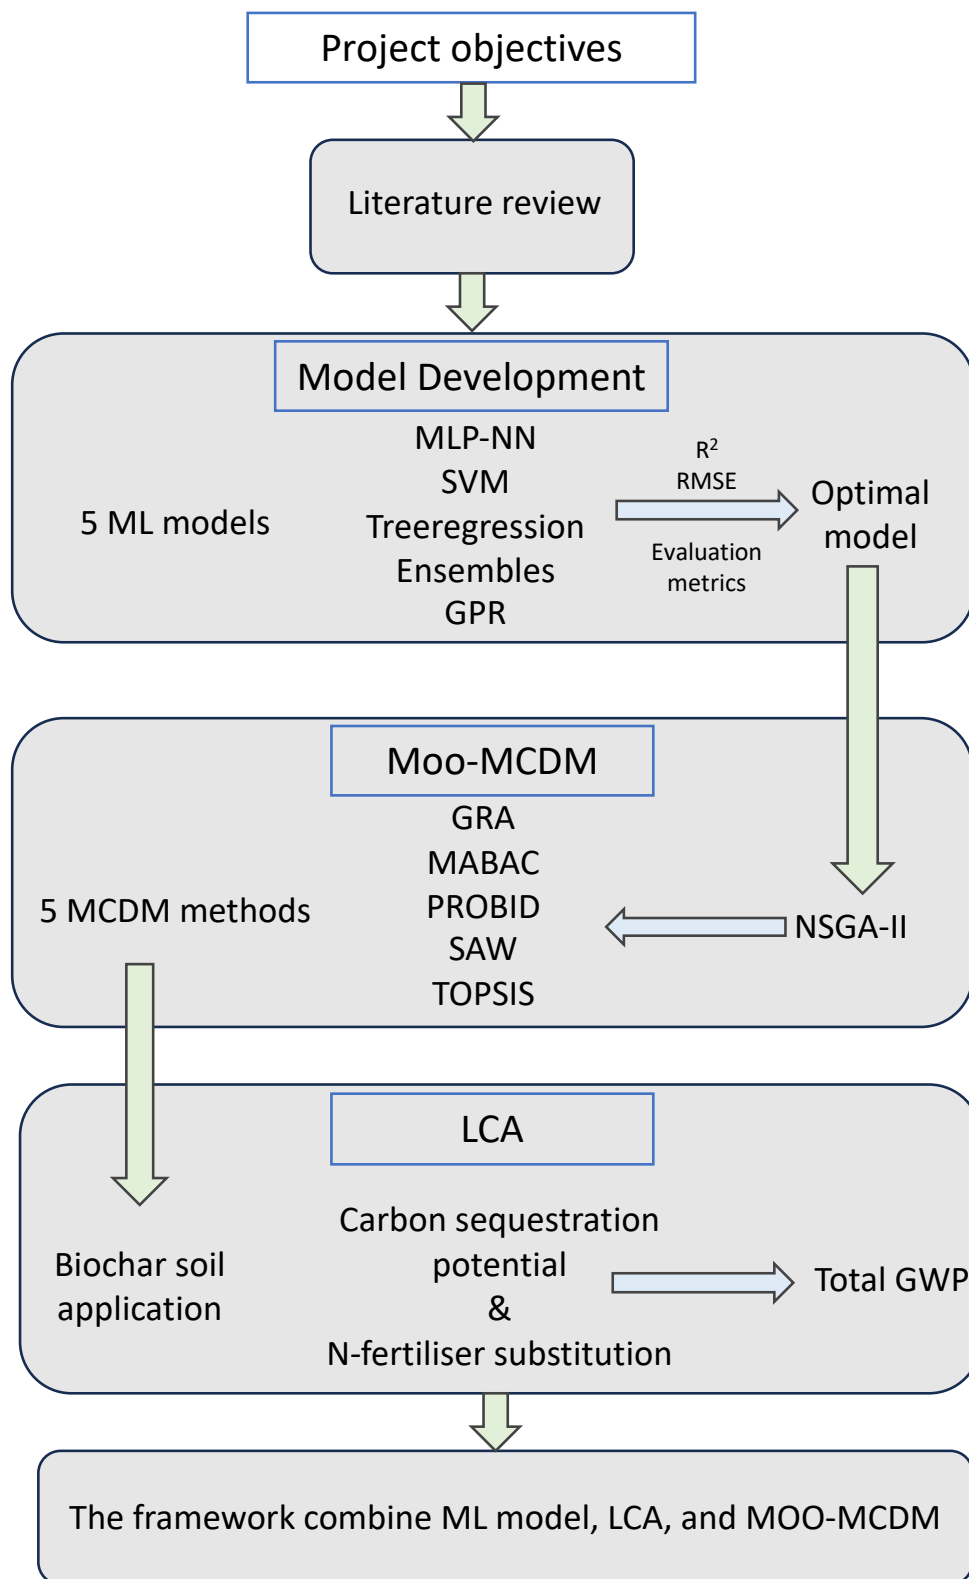 Project objectives
Literature review
Model Development
5 ML models
MLP-NN
SVM
Treeregression
Ensembles
GPR
R²
RMSE
Evaluation
metrics
Optimal
model
Moo-MCDM
5 MCDM methods
GRA
MABAC
PROBID
SAW
TOPSIS
NSGA-II
LCA
Biochar soil
application
Carbon sequestration
potential
&
N-fertiliser substitution
Total GWP
The framework combine ML model, LCA, and MOO-MCDM